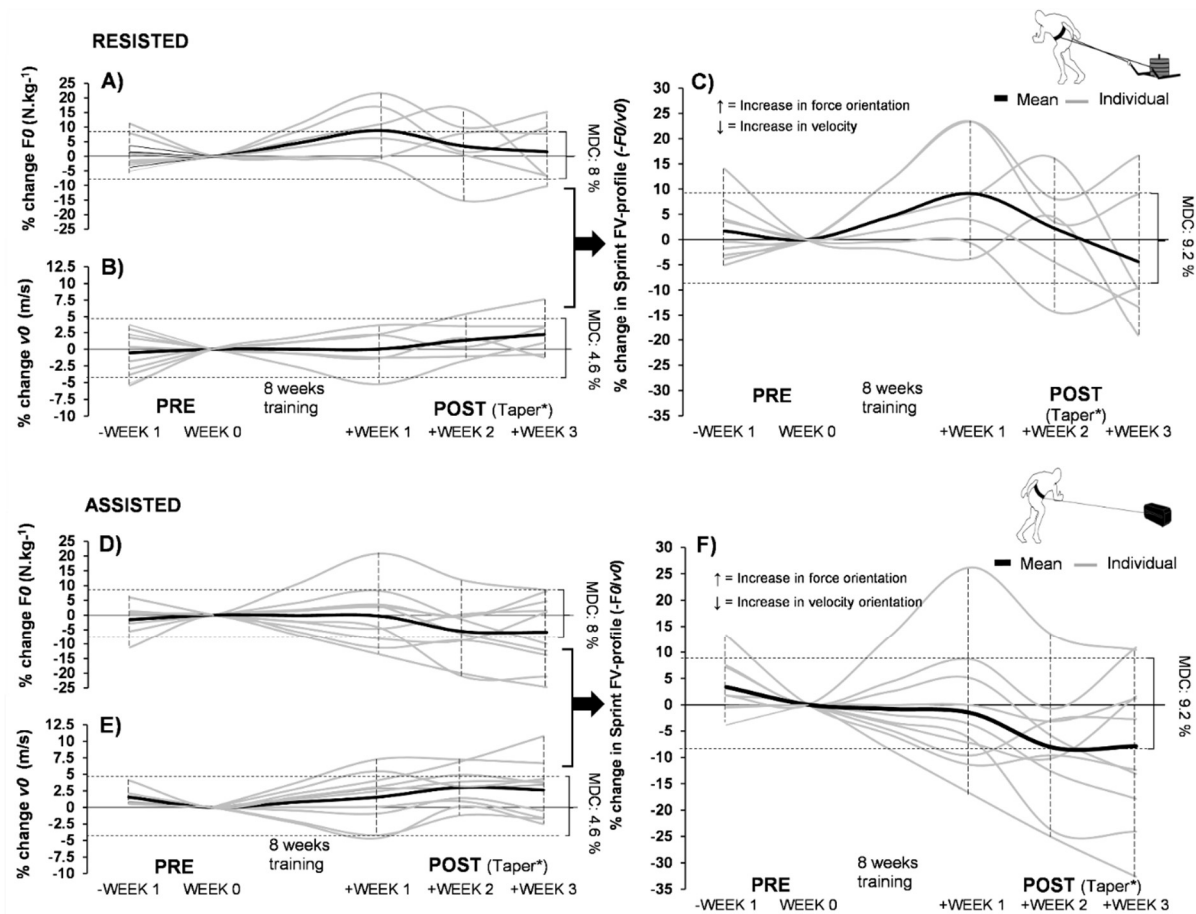 RESISTED
A)
% change F0 (N.kg-1)
25
20
15
10
5
0
-5
-10
-15
-20
-25
MDC: 8 %
B)
% change v0 (m/s)
12.5
10
7.5
5
2.5
0
-2.5
-5
-7.5
-10
MDC: 4.6 %
PRE
8 weeks
training
POST (Taper*)
-WEEK 1
WEEK 0
+WEEK 1
+WEEK 2
+WEEK 3
C)
% change in Sprint FV-profile (-F0/v0)
30
25
20
15
10
5
0
-5
-10
-15
-20
-25
-30
-35
↑ = Increase in force orientation
↓ = Increase in velocity
Mean
Individual
MDC: 9.2 %
PRE
8 weeks
training
POST
(Taper*)
-WEEK 1
WEEK 0
+WEEK 1
+WEEK 2
+WEEK 3
ASSISTED
D)
% change F0 (N.kg-1)
25
20
15
10
5
0
-5
-10
-15
-20
-25
MDC: 8 %
E)
% change v0 (m/s)
12.5
10
7.5
5
2.5
0
-2.5
-5
-7.5
-10
MDC: 4.6 %
PRE
8 weeks
training
POST (Taper*)
-WEEK 1
WEEK 0
+WEEK 1
+WEEK 2
+WEEK 3
F)
% change in Sprint FV-profile (-F0/v0)
30
25
20
15
10
5
0
-5
-10
-15
-20
-25
-30
-35
↑ = Increase in force orientation
↓ = Increase in velocity orientation
Mean
Individual
MDC: 9.2 %
PRE
8 weeks
training
POST (Taper*)
-WEEK 1
WEEK 0
+WEEK 1
+WEEK 2
+WEEK 3